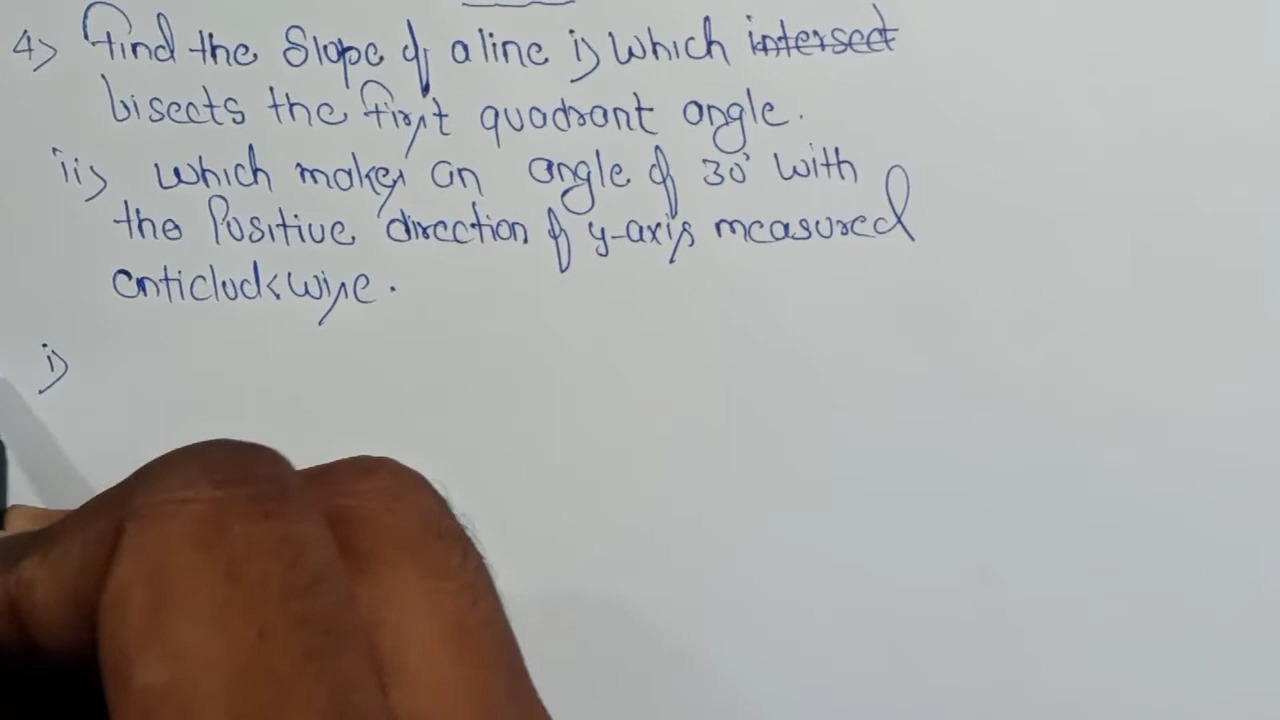 4) Find the Slope of a line i) which intersect
bisects the first quadrant angle.
ii) which makes an angle of 30° with
the Positive direction of y-axis measured
anticlockwise.
i)